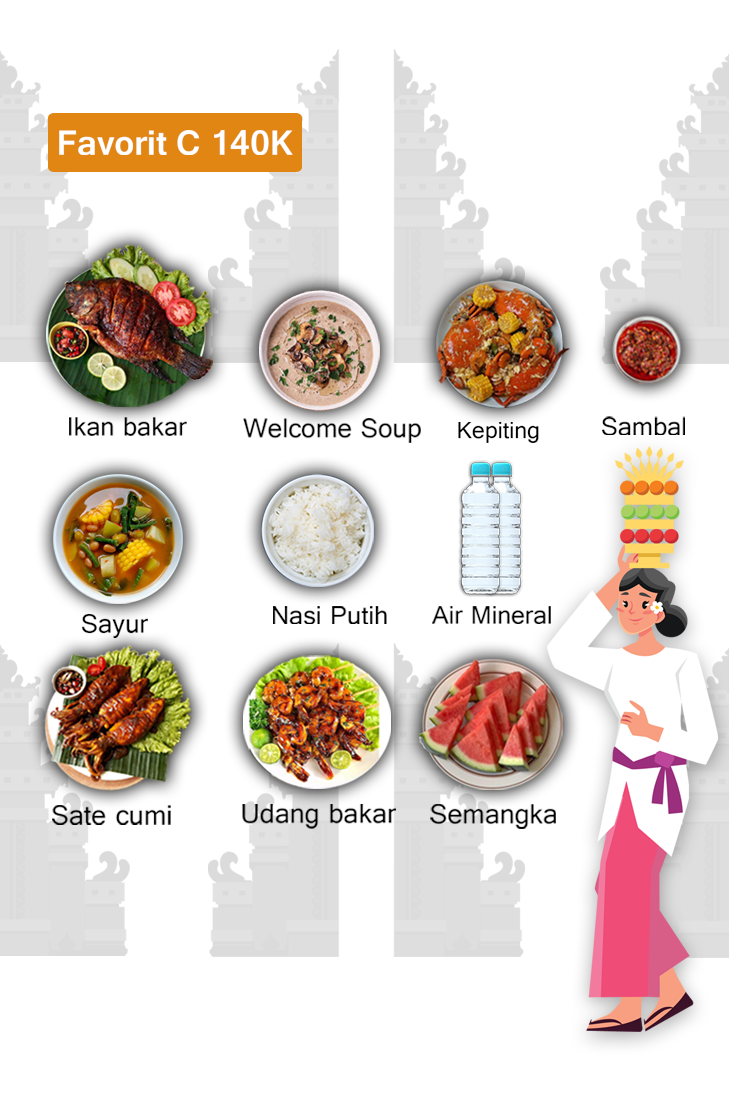 Favorit C 140K
Ikan bakar
Welcome Soup
Kepiting
Sambal
Sayur
Nasi Putih
Air Mineral
Sate cumi
Udang bakar
Semangka